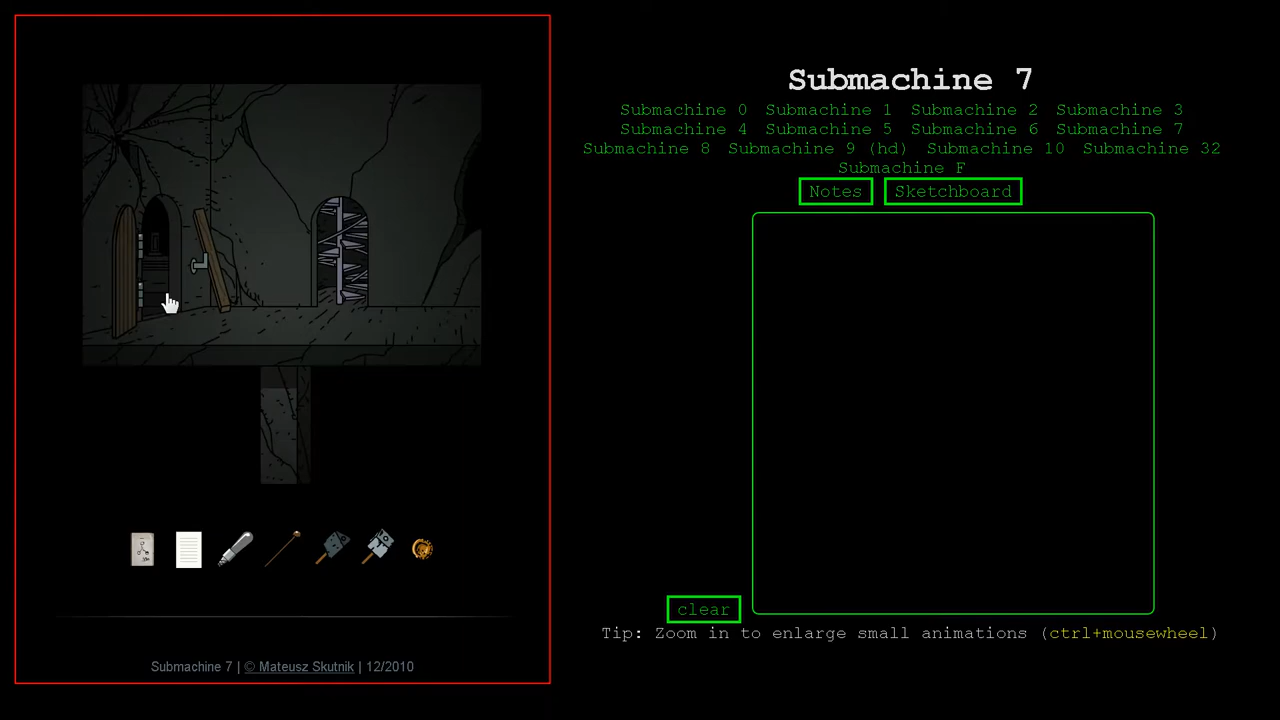 Submachine 7
Submachine 0 Submachine 1 Submachine 2 Submachine 3
Submachine 4 Submachine 5 Submachine 6 Submachine 7
Submachine 8 Submachine 9 (hd) Submachine 10 Submachine 32
Submachine F
Notes Sketchboard
clear
Tip: Zoom in to enlarge small animations (ctrl+mousewheel)
Submachine 7 | © Mateusz Skutnik | 12/2010